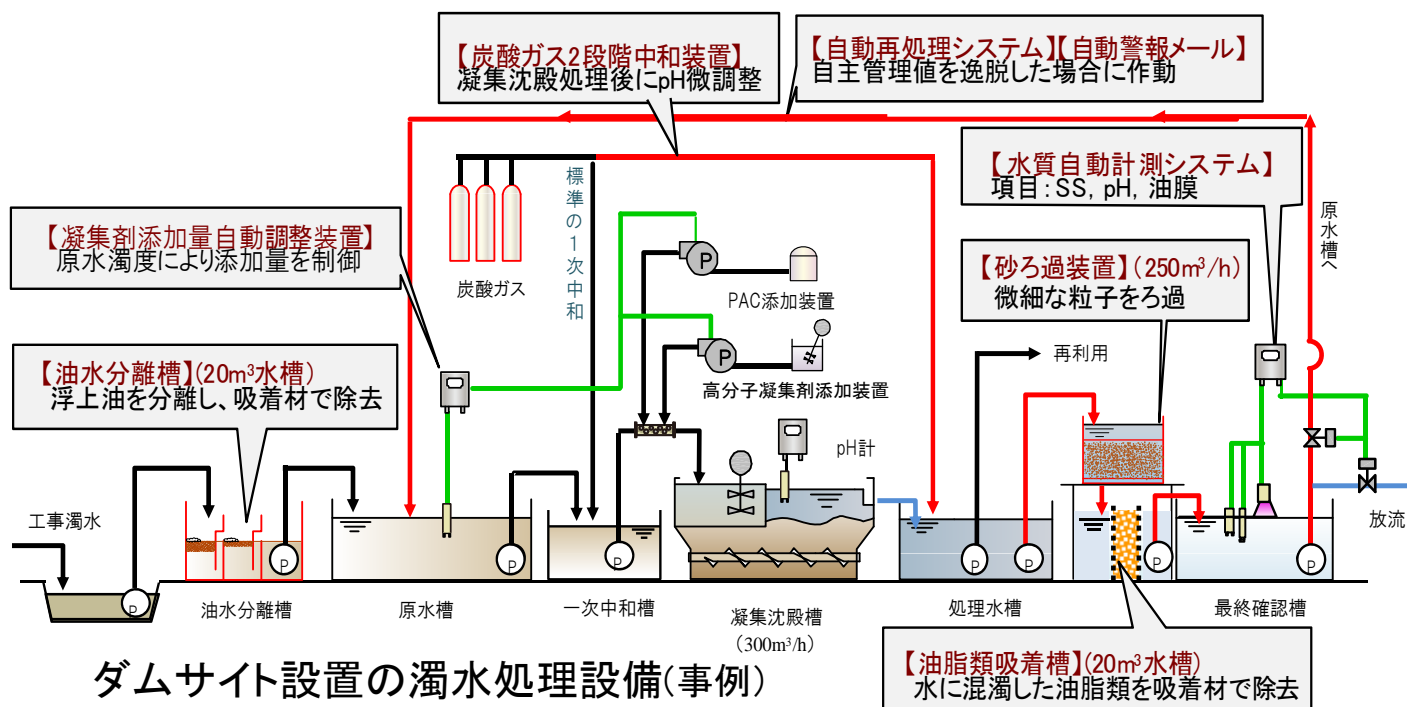 【炭酸ガス2段階中和装置】
凝集沈殿処理後にpH微調整
【自動再処理システム】【自動警報メール】
自主管理値を逸脱した場合に作動
【水質自動計測システム】
項目：SS, pH, 油膜
【凝集剤添加量自動調整装置】
原水濁度により添加量を制御
炭酸ガス
標準の1次中和
PAC添加装置
高分子凝集剤添加装置
【砂ろ過装置】(250m³/h)
微細な粒子をろ過
原水槽へ
【油水分離槽】(20m³水槽)
浮上油を分離し、吸着材で除去
再利用
pH計
P
P
工事濁水
放流
P
P
P
P
P
P
P
P
油水分離槽
原水槽
一次中和槽
凝集沈殿槽
(300m³/h)
処理水槽
最終確認槽
【油脂類吸着槽】(20m³水槽)
水に混濁した油脂類を吸着材で除去
ダムサイト設置の濁水処理設備(事例)